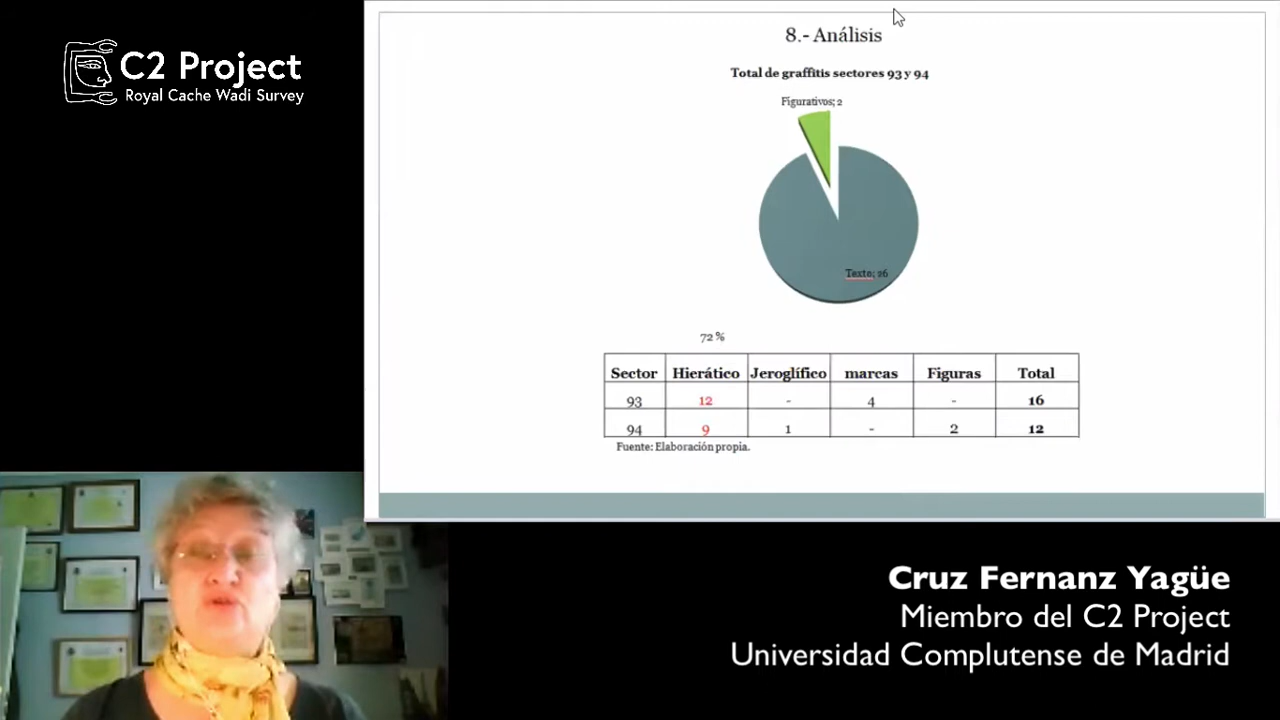 C2 Project
Royal Cache Wadi Survey
8.- Análisis
Total de graffitis sectores 93 y 94
Figurativos; 2
Texto; 26
72 %
Sector Hierático Jeroglífico marcas Figuras Total
93 12 - 4 - 16
94 9 1 - 2 12
Fuente: Elaboración propia.
Cruz Fernanz Yagüe
Miembro del C2 Project
Universidad Complutense de Madrid